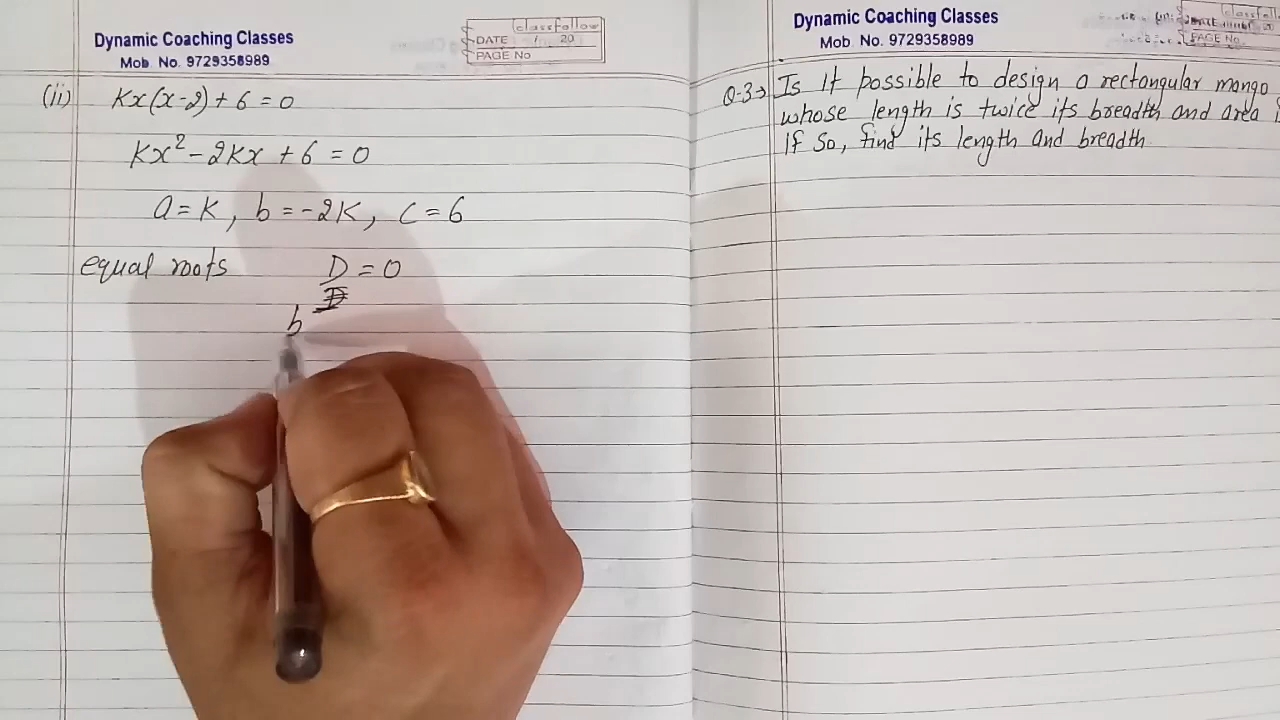 Dynamic Coaching Classes
Mob. No. 9729358989
classfollow
DATE / 20
PAGE No
(ii) Kx(x-2) + 6 = 0
Kx² - 2Kx + 6 = 0
a = K, b = -2K, c = 6
equal roots D = 0
b
Dynamic Coaching Classes
Mob. No. 9729358989
PAGE No.
Q-3→ Is it possible to design a rectangular mango
whose length is twice its breadth and area
if so, find its length and breadth